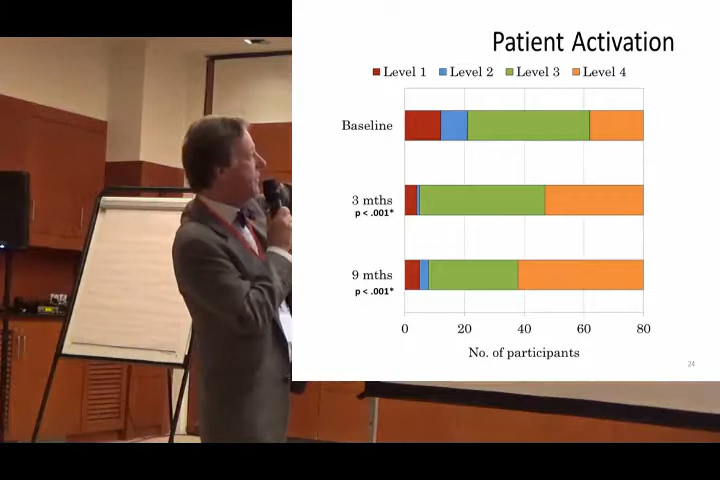 Patient Activation
Level 1 Level 2 Level 3 Level 4
Baseline
3 mths
p < .001*
9 mths
p < .001*
0 20 40 60 80
No. of participants
24